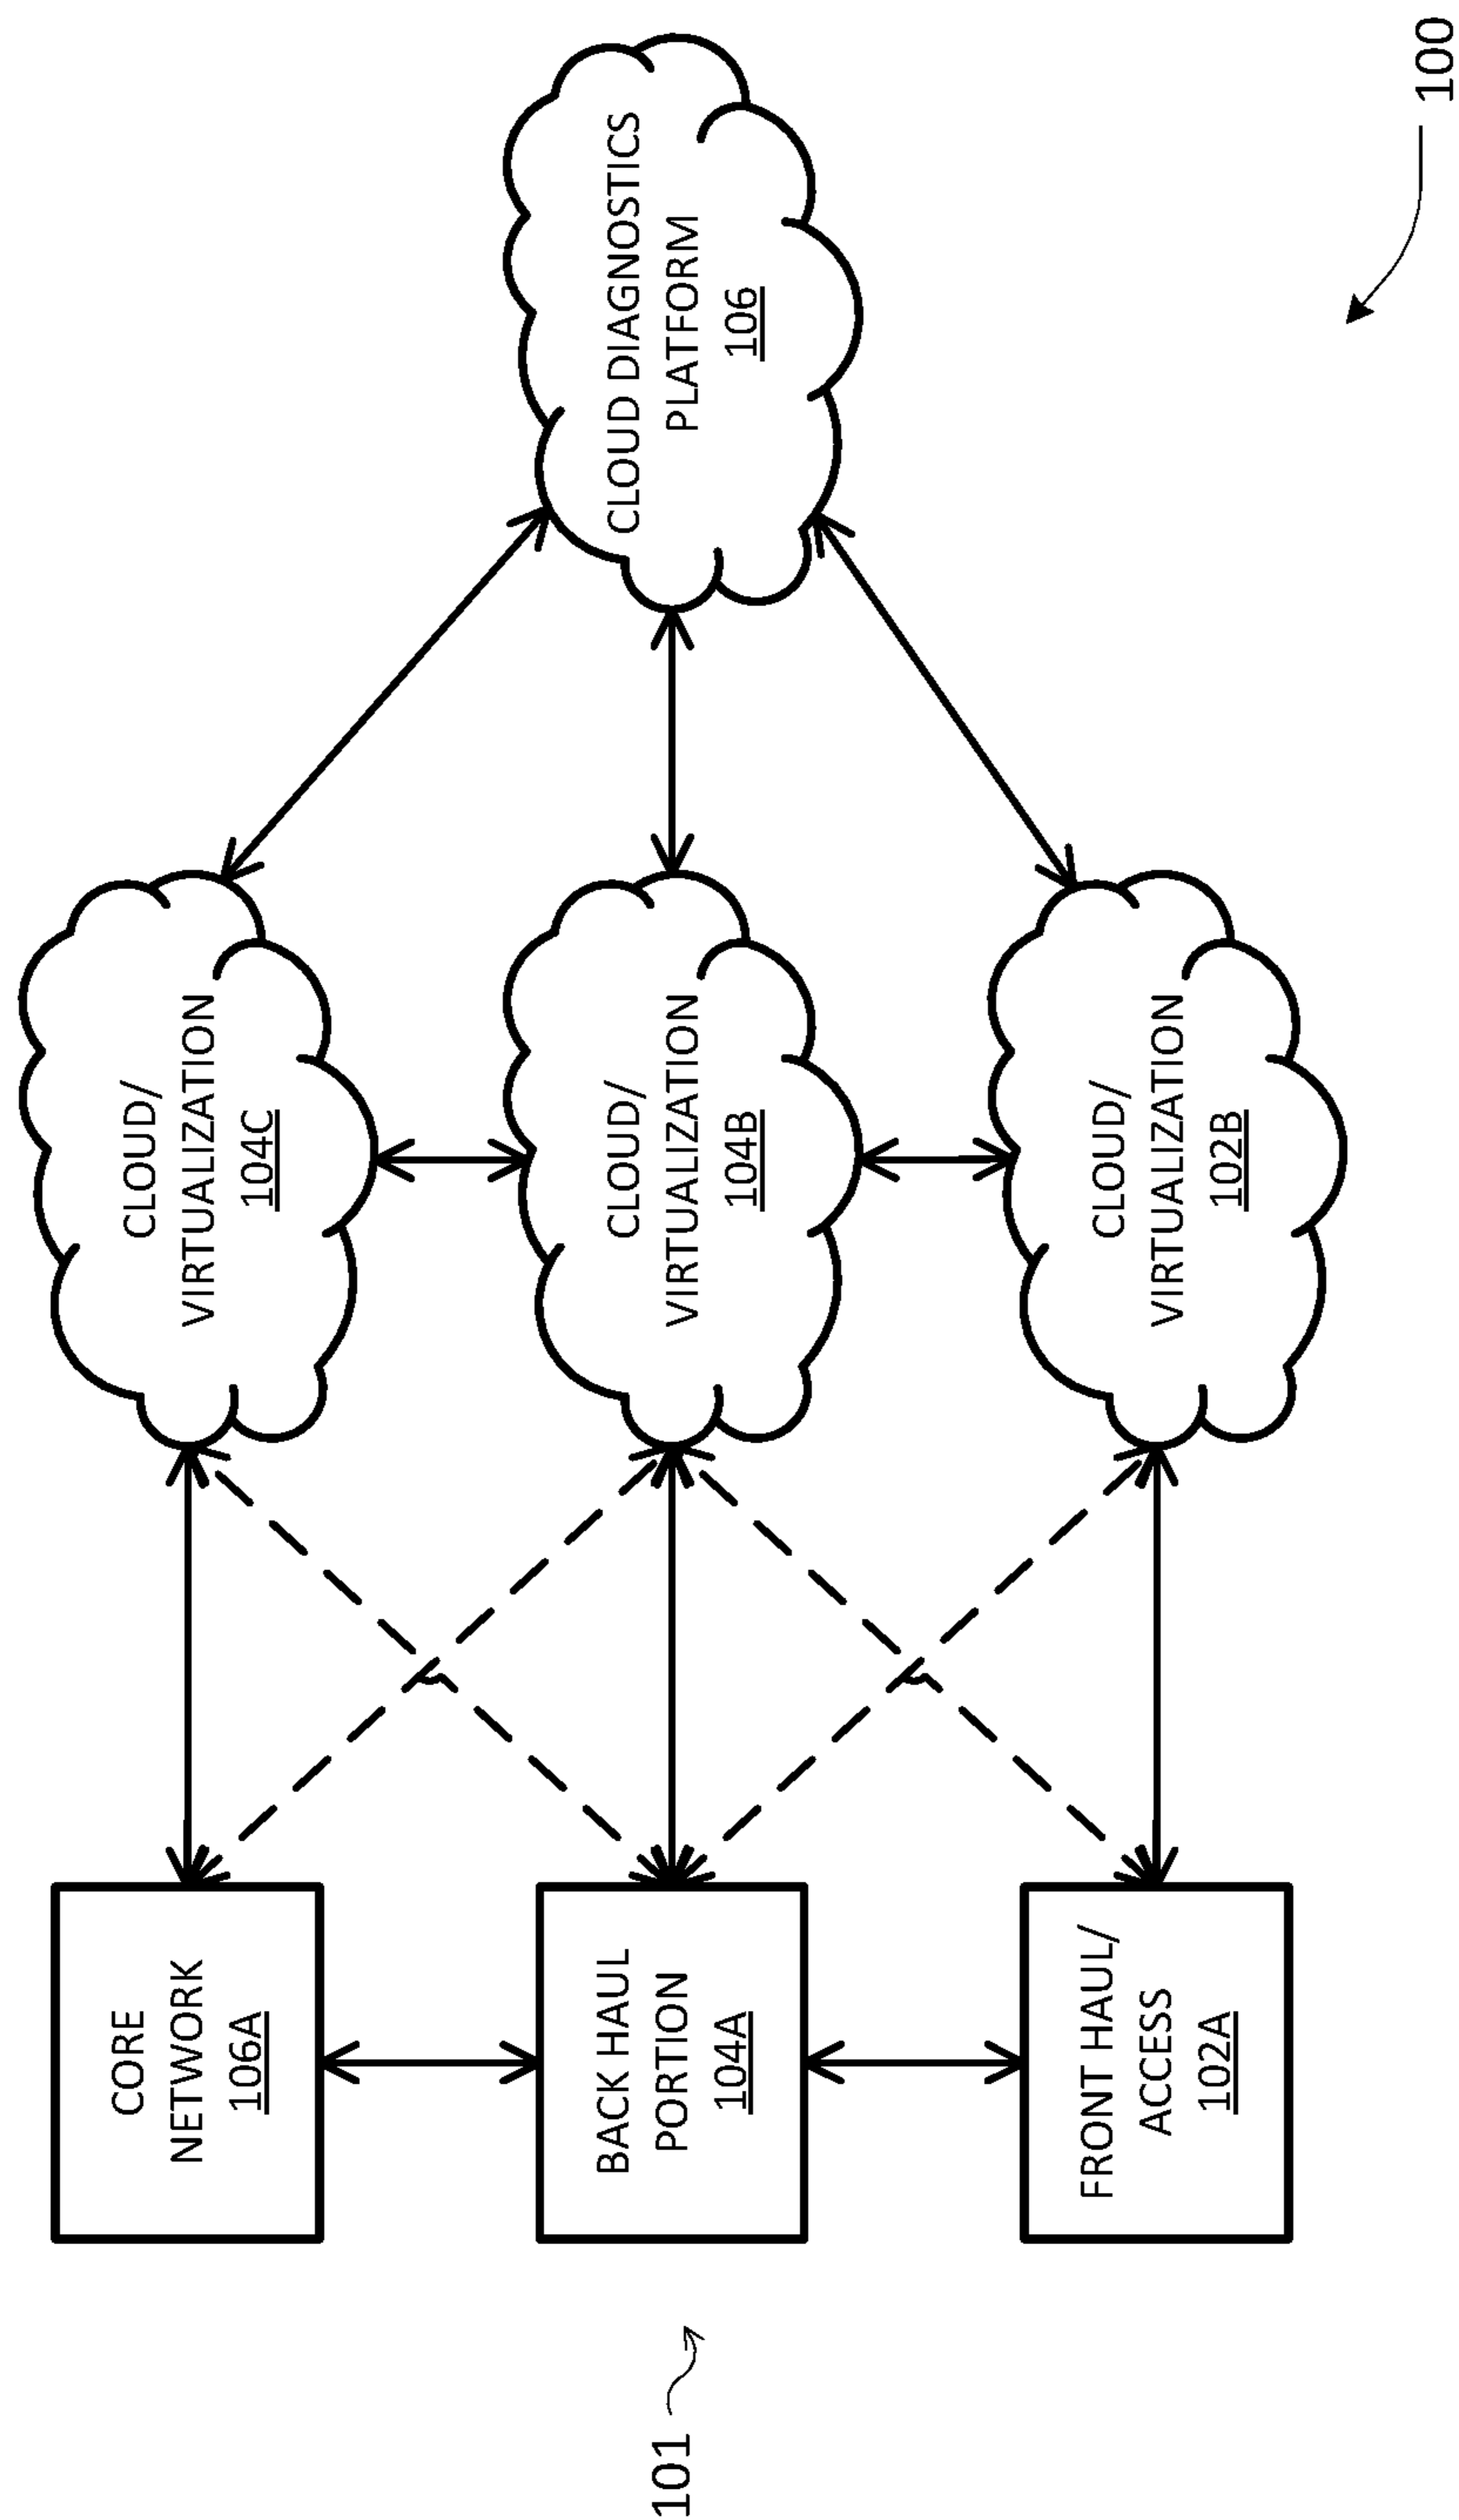 101
CORE
NETWORK
106A
BACK HAUL
PORTION
104A
FRONT HAUL/
ACCESS
102A
CLOUD/
VIRTUALIZATION
104C
CLOUD/
VIRTUALIZATION
104B
CLOUD/
VIRTUALIZATION
102B
CLOUD DIAGNOSTICS
PLATFORM
106
100